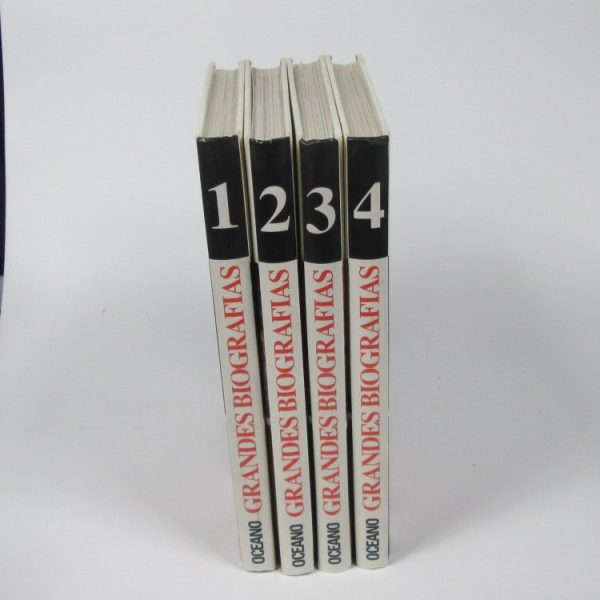 1
GRANDES BIOGRAFIAS
OCEANO
2
GRANDES BIOGRAFIAS
OCEANO
3
GRANDES BIOGRAFIAS
OCEANO
4
GRANDES BIOGRAFIAS
OCEANO